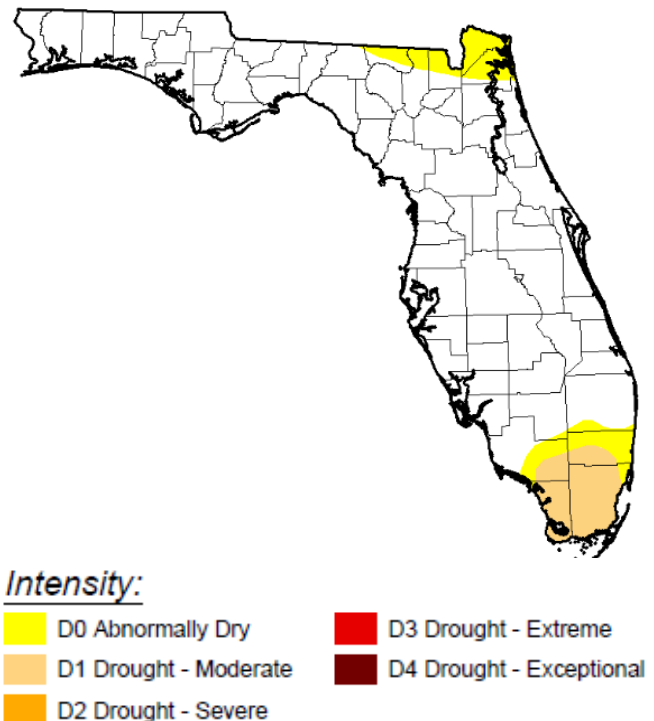 Intensity:
D0 Abnormally Dry
D1 Drought - Moderate
D2 Drought - Severe
D3 Drought - Extreme
D4 Drought - Exceptional